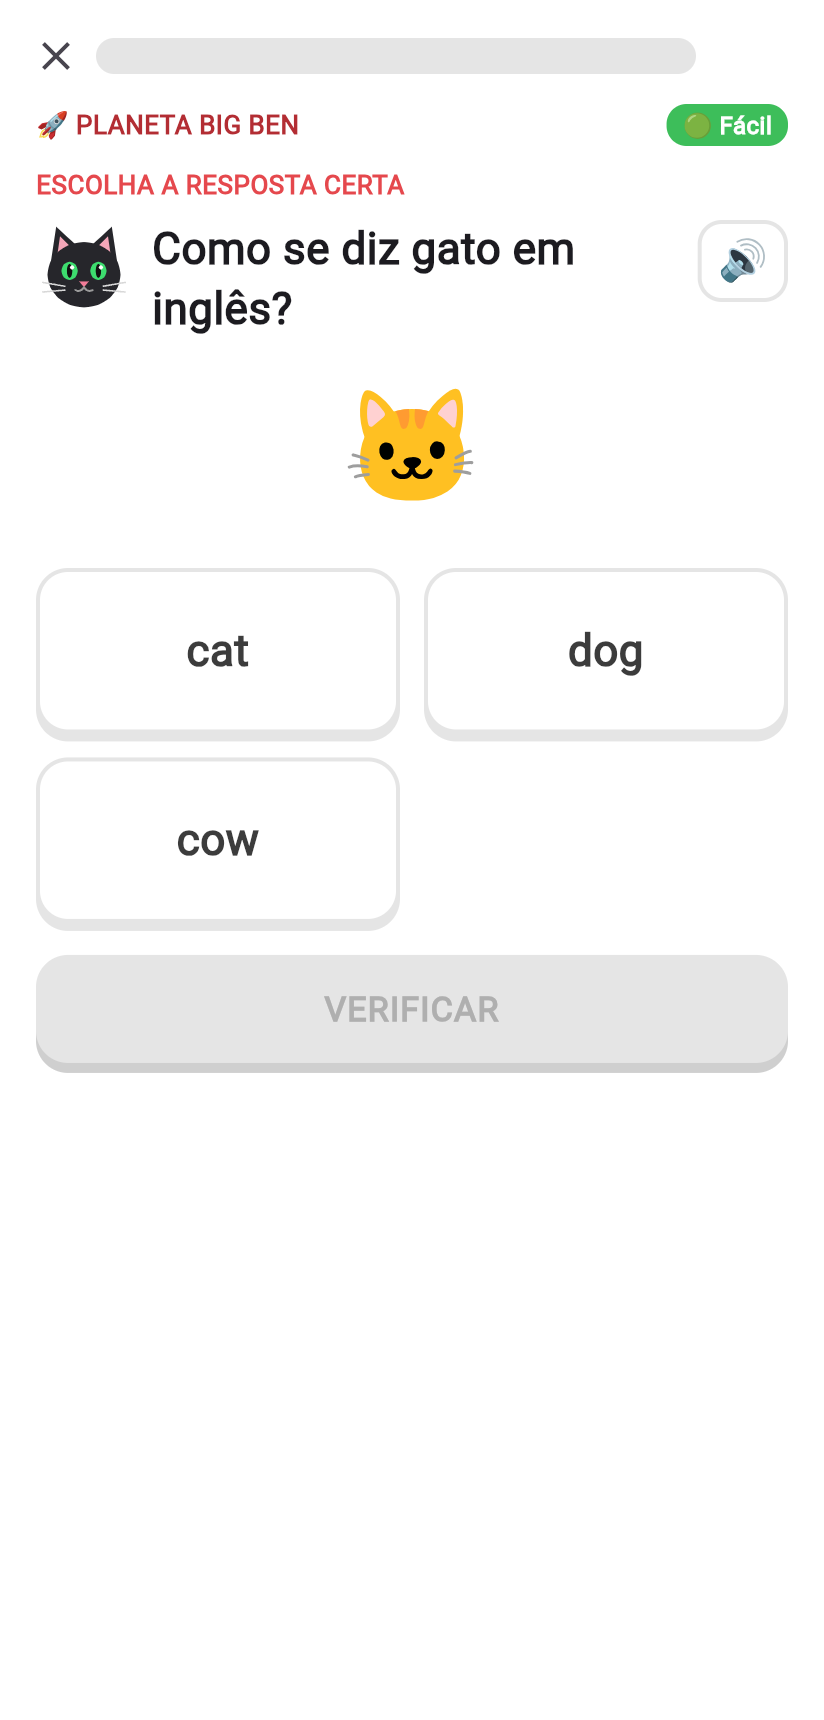 PLANETA BIG BEN
Fácil
ESCOLHA A RESPOSTA CERTA
Como se diz gato em
inglês?
cat
dog
cow
VERIFICAR